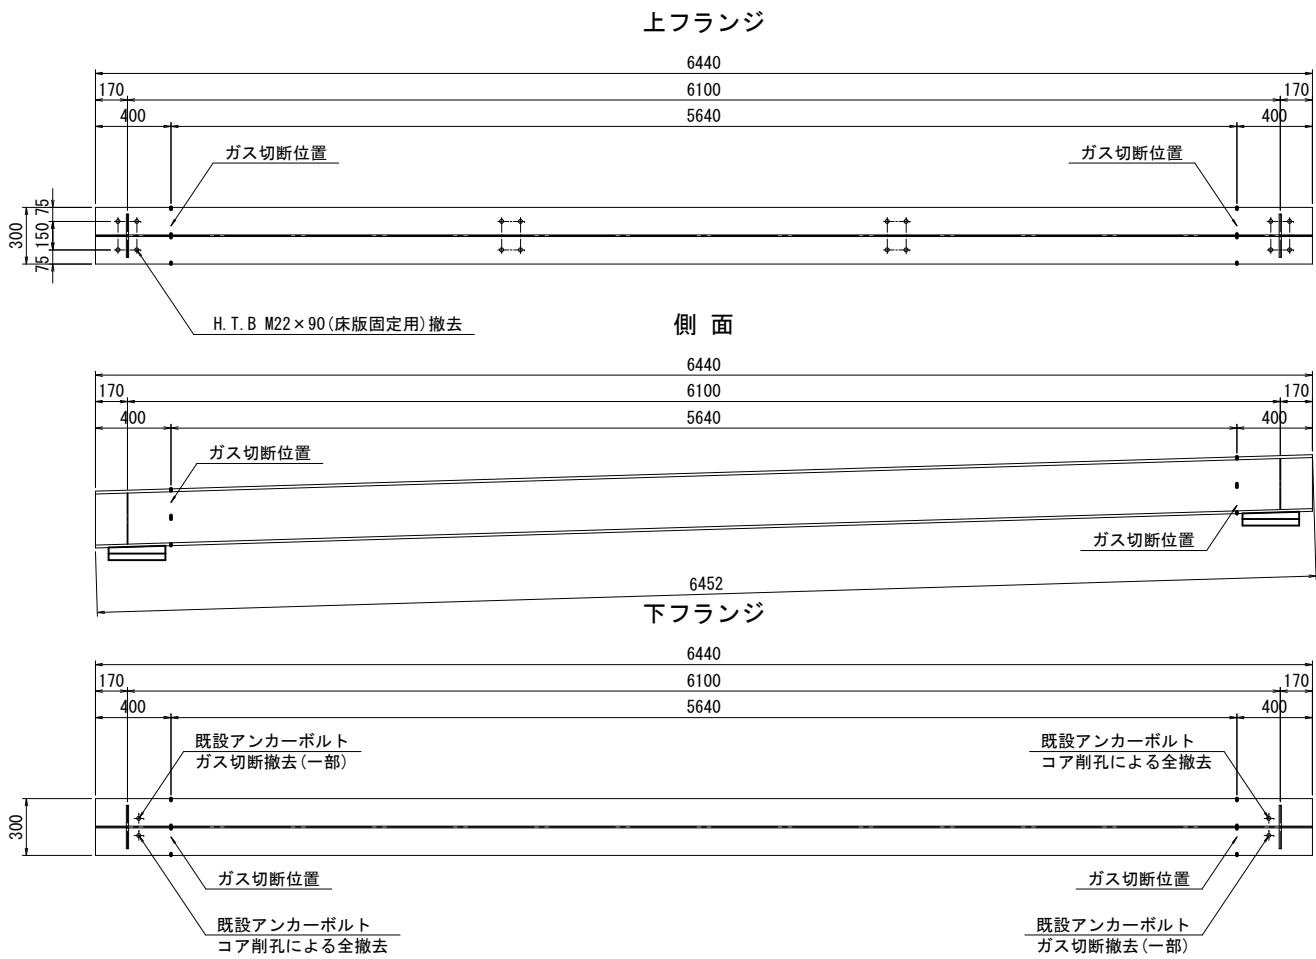 上フランジ
6440
170 6100 170
400 5640 400
ガス切断位置 ガス切断位置
300 75 150 75
H.T.B M22×90(床版固定用)撤去
側 面
6440
170 6100 170
400 5640 400
ガス切断位置
ガス切断位置
6452
下フランジ
6440
170 6100 170
400 5640 400
既設アンカーボルト 既設アンカーボルト
ガス切断撤去(一部) コア削孔による全撤去
300
ガス切断位置 ガス切断位置
既設アンカーボルト 既設アンカーボルト
コア削孔による全撤去 ガス切断撤去(一部)